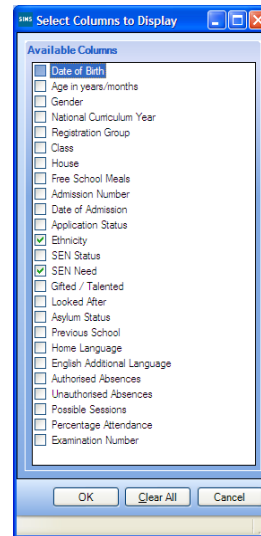 SIMS Select Columns to Display
Available Columns
Date of Birth
Age in years/months
Gender
National Curriculum Year
Registration Group
Class
House
Free School Meals
Admission Number
Date of Admission
Application Status
Ethnicity
SEN Status
SEN Need
Gifted / Talented
Looked After
Asylum Status
Previous School
Home Language
English Additional Language
Authorised Absences
Unauthorised Absences
Possible Sessions
Percentage Attendance
Examination Number
OK Clear All Cancel